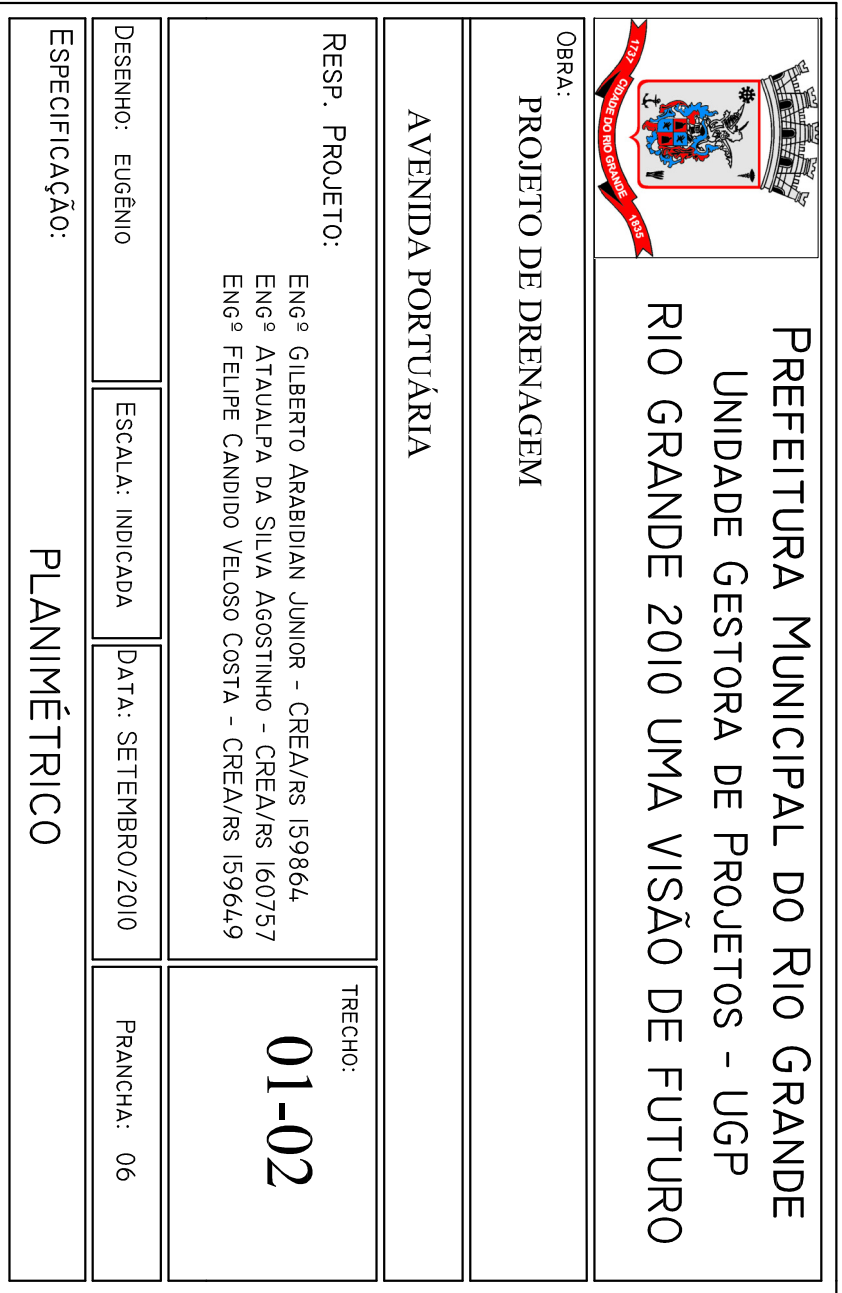 1737 CIDADE DO RIO GRANDE 1835
PREFEITURA MUNICIPAL DO RIO GRANDE
UNIDADE GESTORA DE PROJETOS - UGP
RIO GRANDE 2010 UMA VISÃO DE FUTURO
OBRA:
PROJETO DE DRENAGEM
AVENIDA PORTUÁRIA
RESP. PROJETO:
ENGº GILBERTO ARABIDIAN JUNIOR - CREA/RS 159864
ENGº ATAUALPA DA SILVA AGOSTINHO - CREA/RS 160757
ENGº FELIPE CANDIDO VELOSO COSTA - CREA/RS 159649
TRECHO:
01-02
DESENHO: EUGÊNIO
ESCALA: INDICADA
DATA: SETEMBRO/2010
PRANCHA: 06
ESPECIFICAÇÃO:
PLANIMÉTRICO